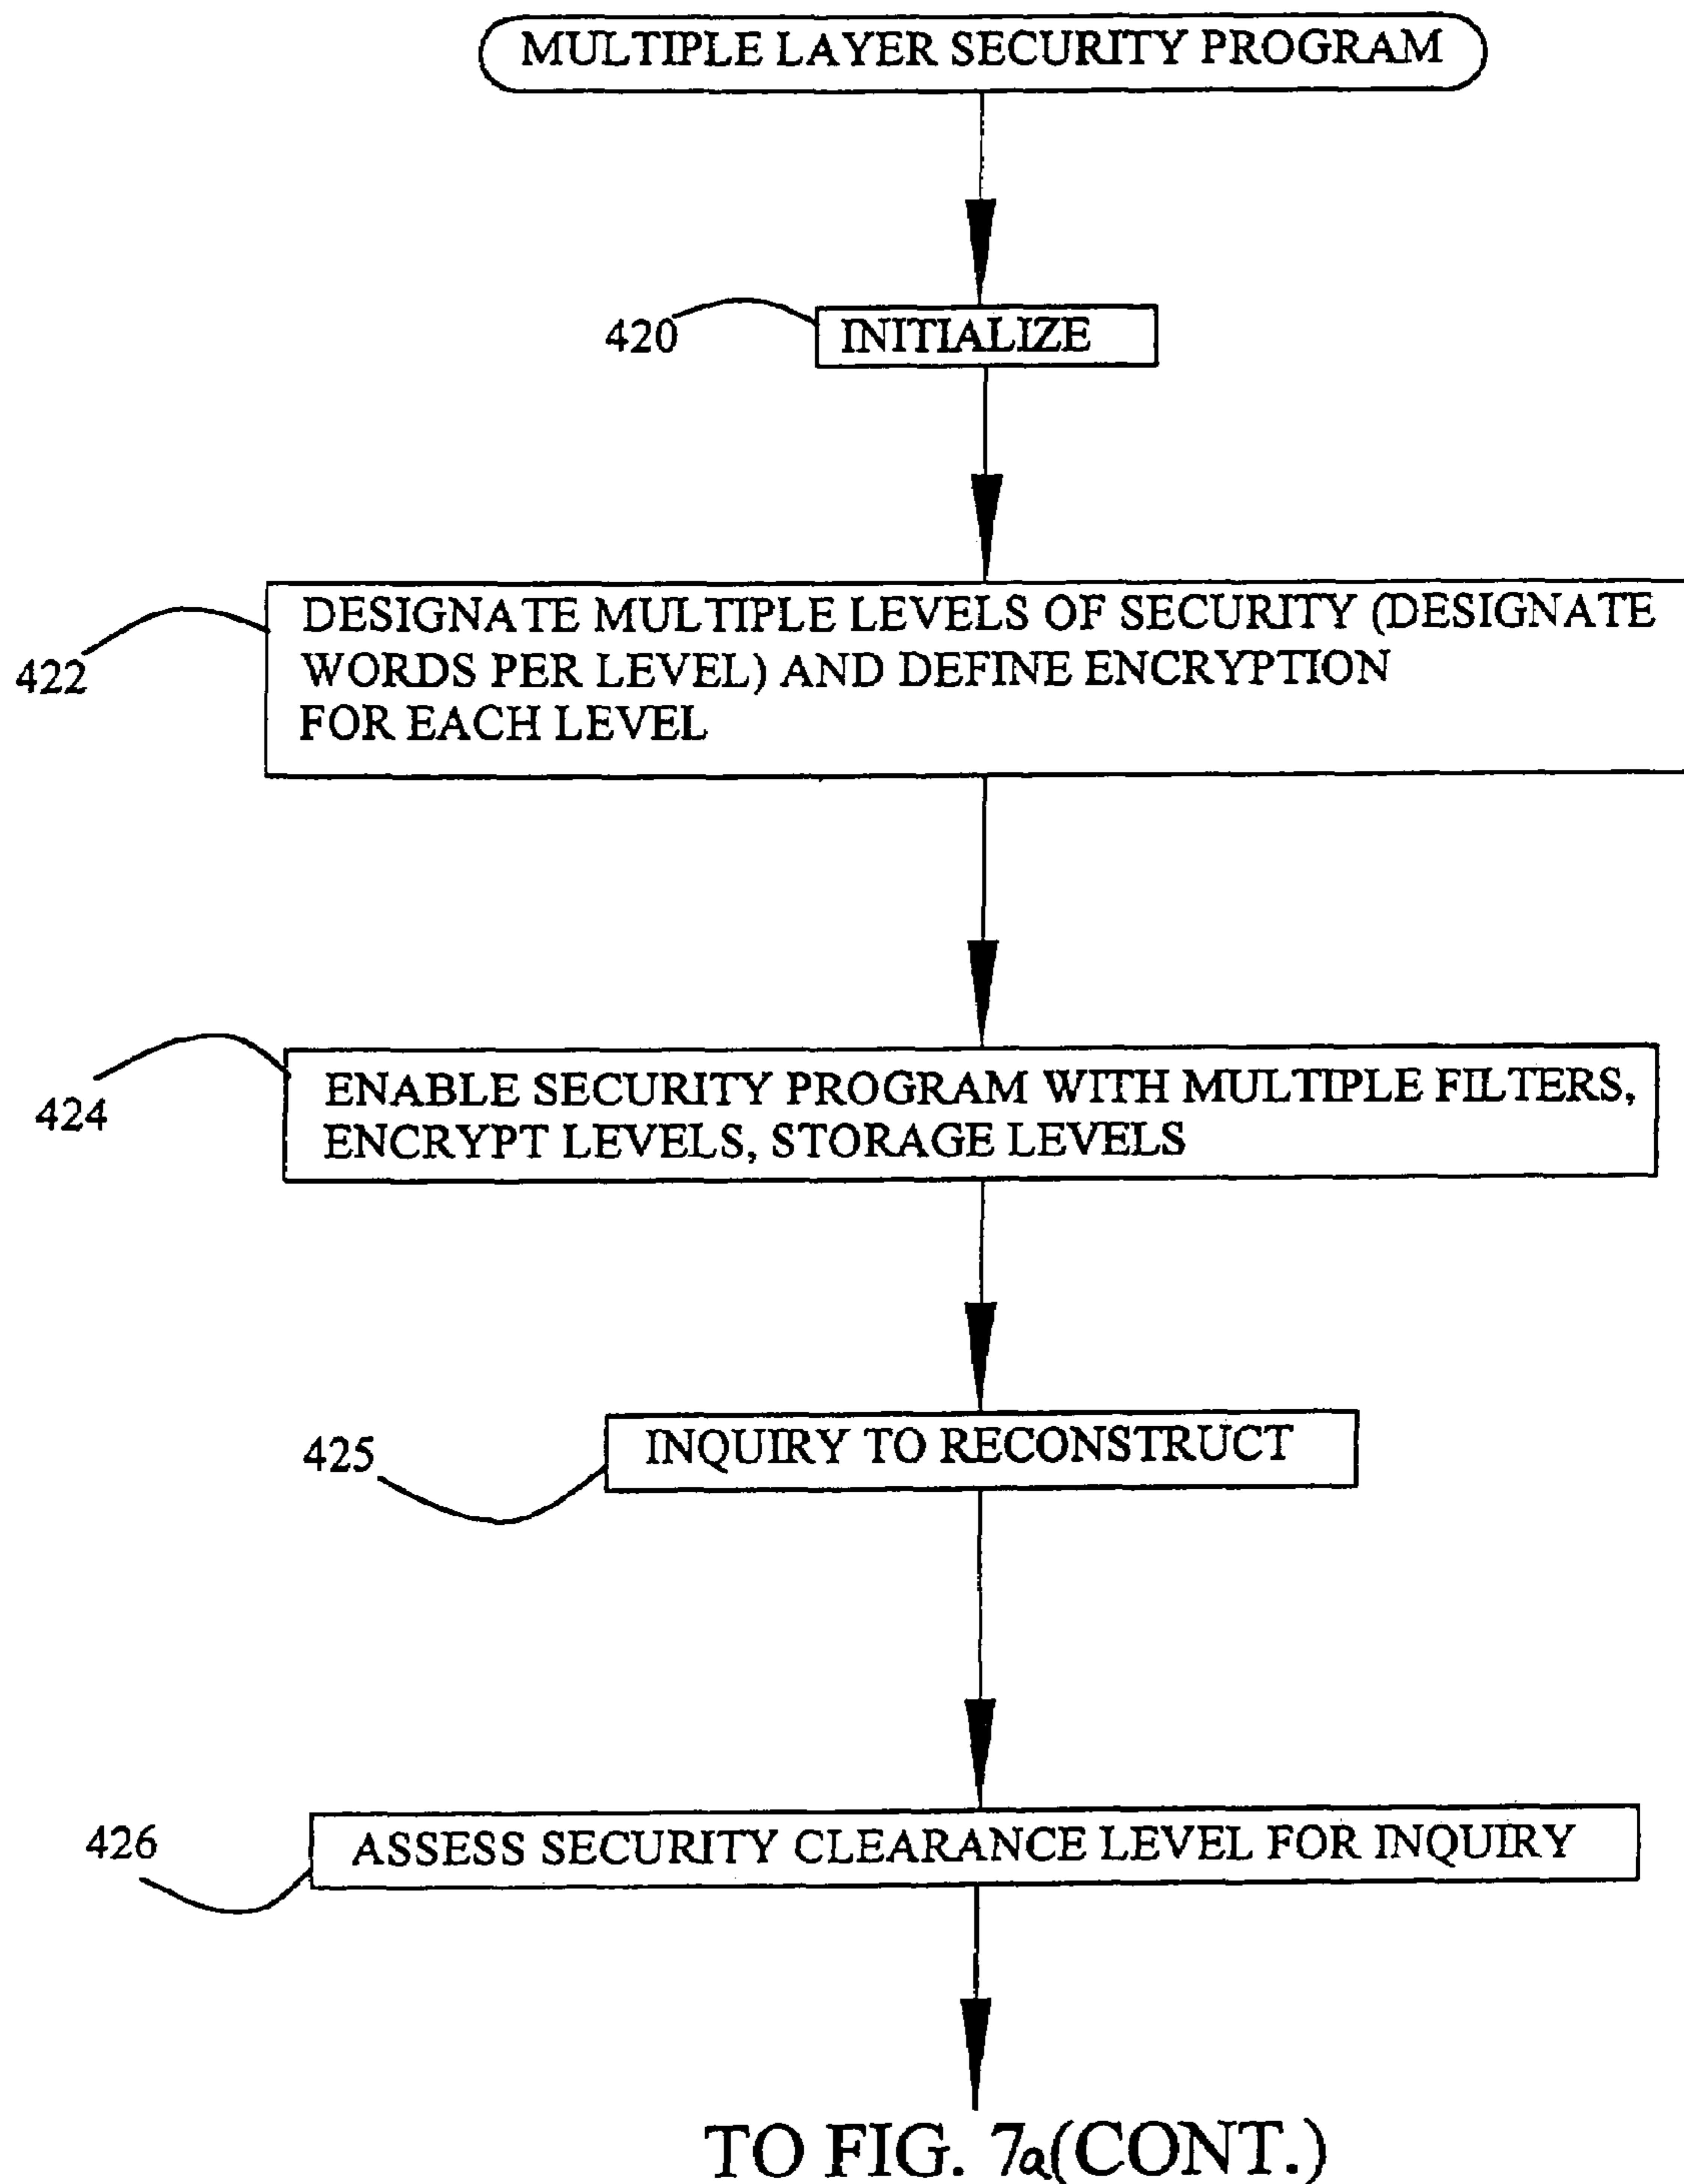 MULTIPLE LAYER SECURITY PROGRAM
420
INITIALIZE
422
DESIGNATE MULTIPLE LEVELS OF SECURITY (DESIGNATE
WORDS PER LEVEL) AND DEFINE ENCRYPTION
FOR EACH LEVEL
424
ENABLE SECURITY PROGRAM WITH MULTIPLE FILTERS,
ENCRYPT LEVELS, STORAGE LEVELS
425
INQUIRY TO RECONSTRUCT
426
ASSESS SECURITY CLEARANCE LEVEL FOR INQUIRY
TO FIG. 7a(CONT.)